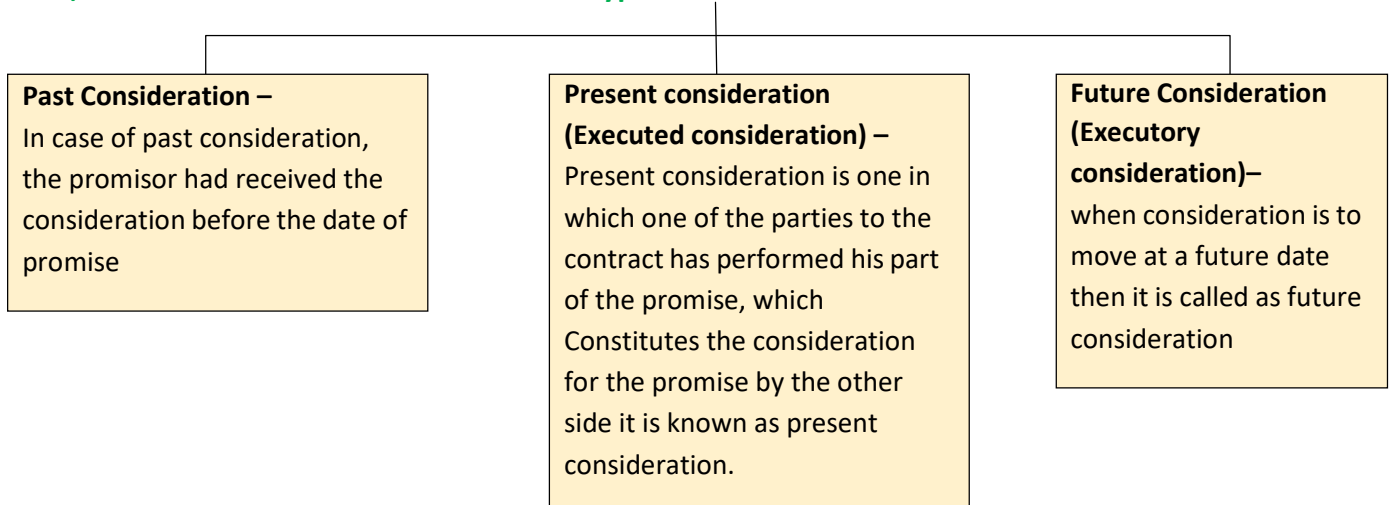 Past Consideration –
In case of past consideration,
the promisor had received the
consideration before the date of
promise
Present consideration
(Executed consideration) –
Present consideration is one in
which one of the parties to the
contract has performed his part
of the promise, which
Constitutes the consideration
for the promise by the other
side it is known as present
consideration.
Future Consideration
(Executory
consideration)–
when consideration is to
move at a future date
then it is called as future
consideration